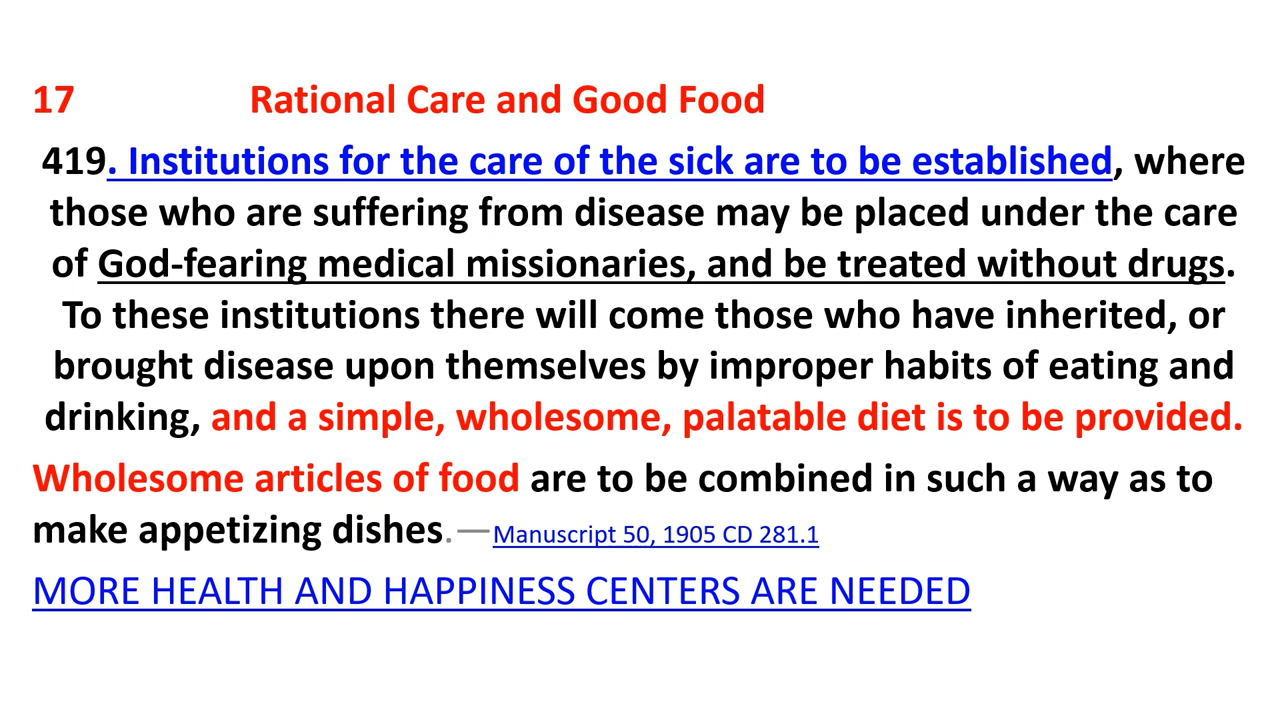 17 Rational Care and Good Food
419. Institutions for the care of the sick are to be established, where
those who are suffering from disease may be placed under the care
of God-fearing medical missionaries, and be treated without drugs.
To these institutions there will come those who have inherited, or
brought disease upon themselves by improper habits of eating and
drinking, and a simple, wholesome, palatable diet is to be provided.
Wholesome articles of food are to be combined in such a way as to
make appetizing dishes.—Manuscript 50, 1905 CD 281.1
MORE HEALTH AND HAPPINESS CENTERS ARE NEEDED